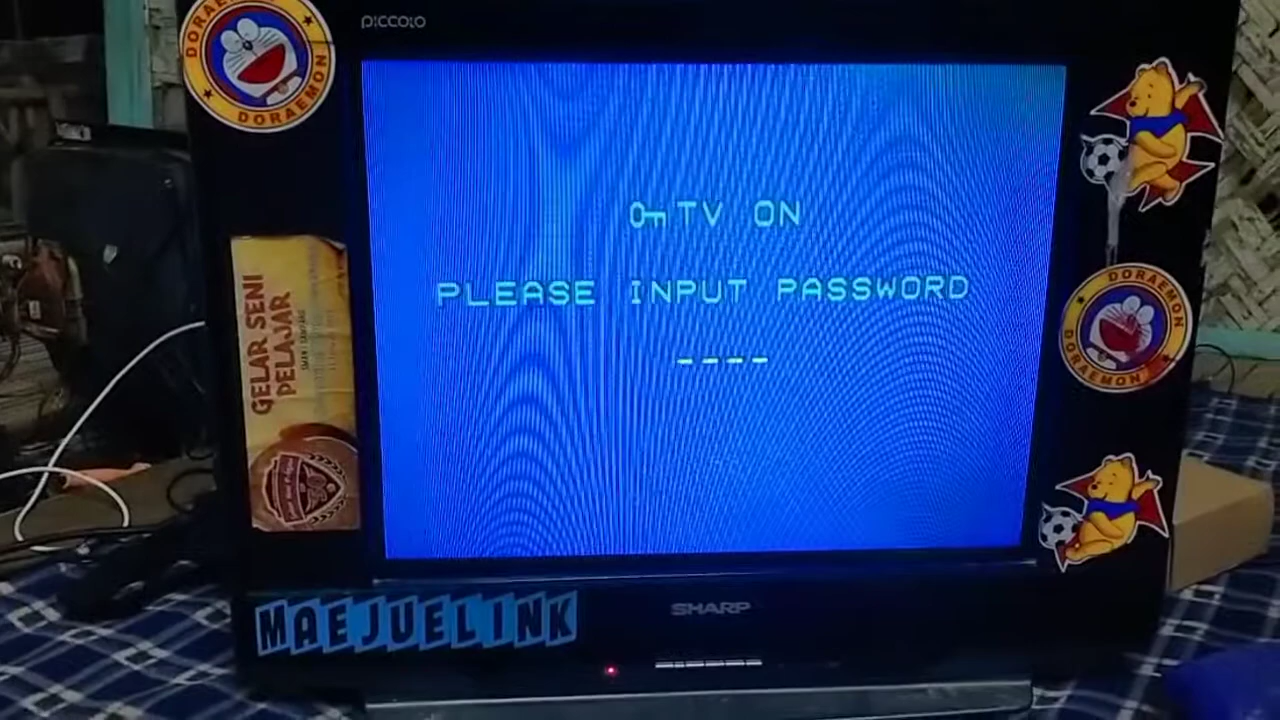 PICCOLO
DORAEMON
DORAEMON
TV ON
PLEASE INPUT PASSWORD
----
GELAR SENI
PELAJAR
DORAEMON
DORAEMON
MAEJUELINK
SHARP